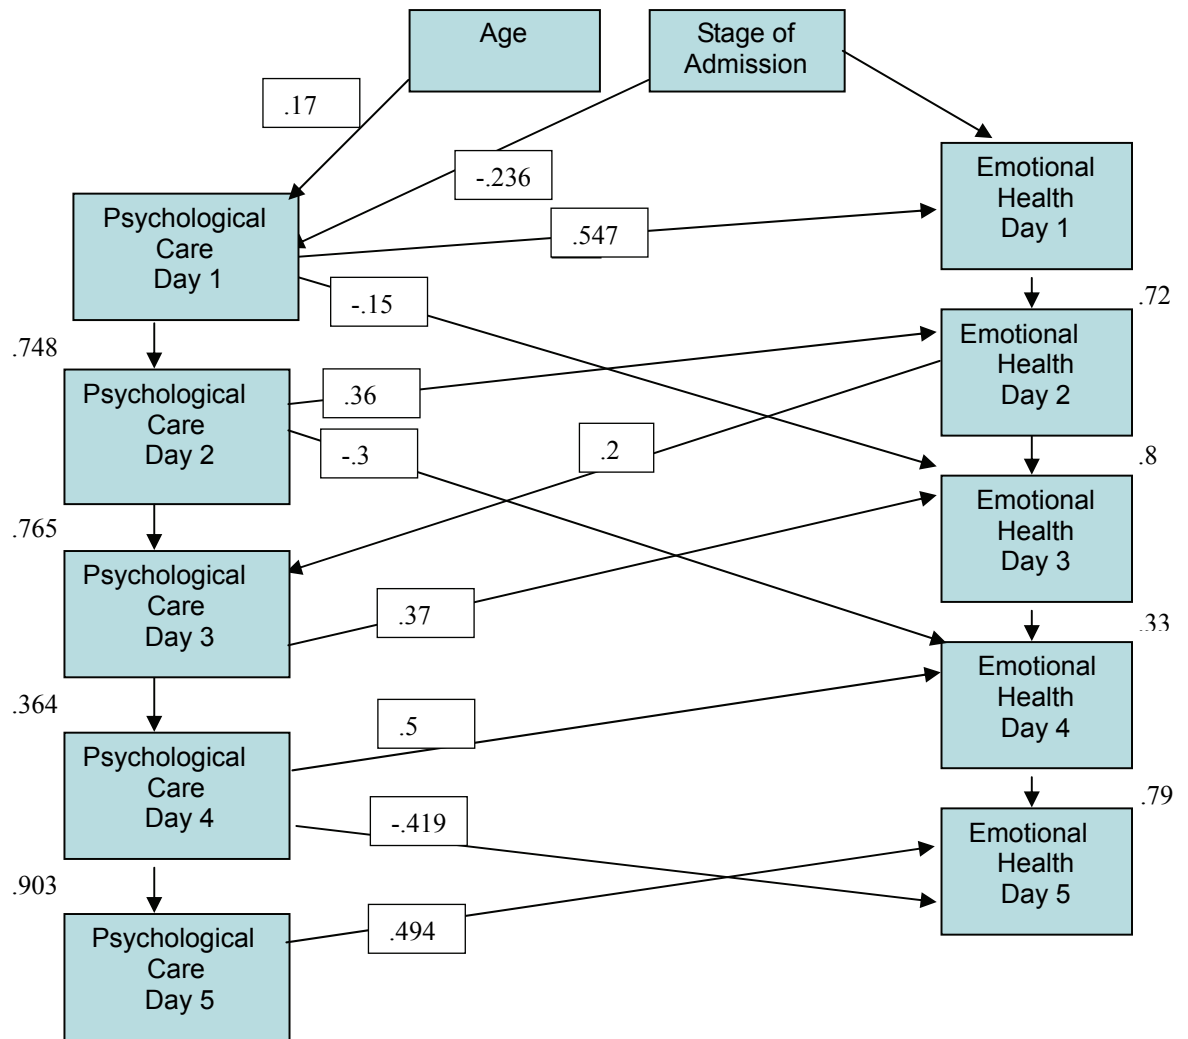 Age
Stage of
Admission
.17
-.236
Emotional
Health
Day 1
Psychological
Care
Day 1
.547
-.15
.72
.748
Emotional
Health
Day 2
.36
Psychological
Care
Day 2
.2
-.3
.8
Emotional
Health
Day 3
.765
Psychological
Care
Day 3
.37
.33
Emotional
Health
Day 4
.364
.5
Psychological
Care
Day 4
.79
-.419
Emotional
Health
Day 5
.903
.494
Psychological
Care
Day 5